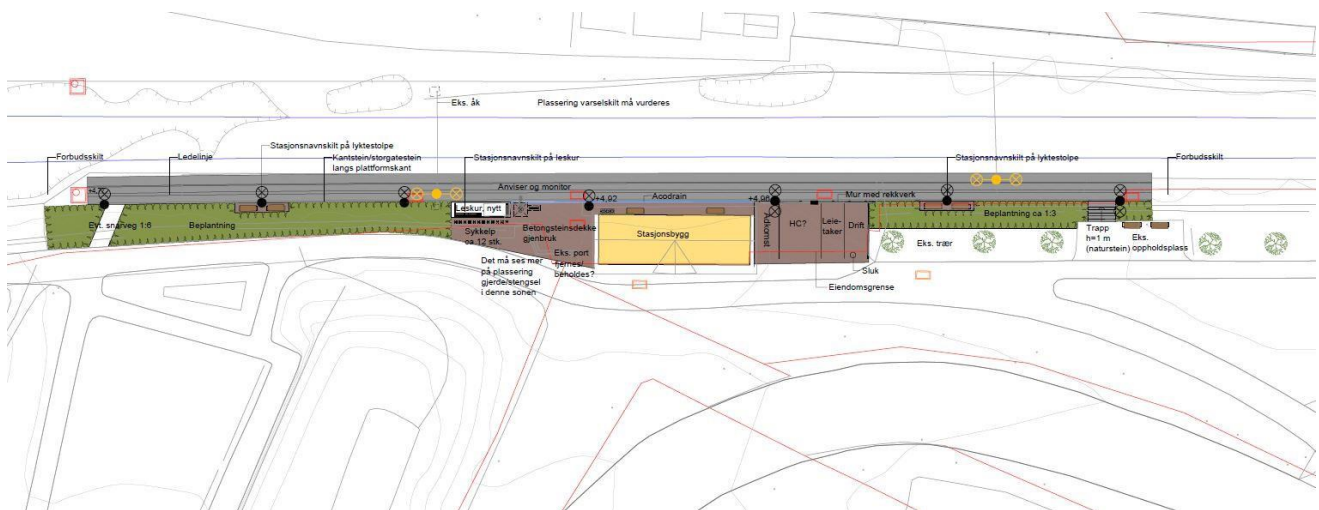 Eks. åk
Plassering varselskilt må vurderes
Stasjonsnavnskilt på lyktestolpe
Forbudsskilt
Ledelinje
Kantstein/storgatestein
langs plattformskant
Stasjonsnavnskilt på leskur
Stasjonsnavnskilt på lyktestolpe
Forbudsskilt
Anviser og monitor
+4,92
Aoodrain
+4,96
Mur med rekkverk
Leskur, nytt
Evt. snarveg 1:6
Beplantning
Sykkelp
ca.12 stk.
Betongsteinsdekke
gjenbruk
Stasjonsbygg
Adkomst
HC?
Leie-
taker
Drift
Beplantning ca 1:3
Eks. trær
Trapp
h=1 m
(naturstein)
Eks.
oppholdsplass
Det må ses mer
på plassering
gjerde/stengsel
i denne sonen
Eks. port
fjernes/
beholdes?
Sluk
Eiendomsgrense